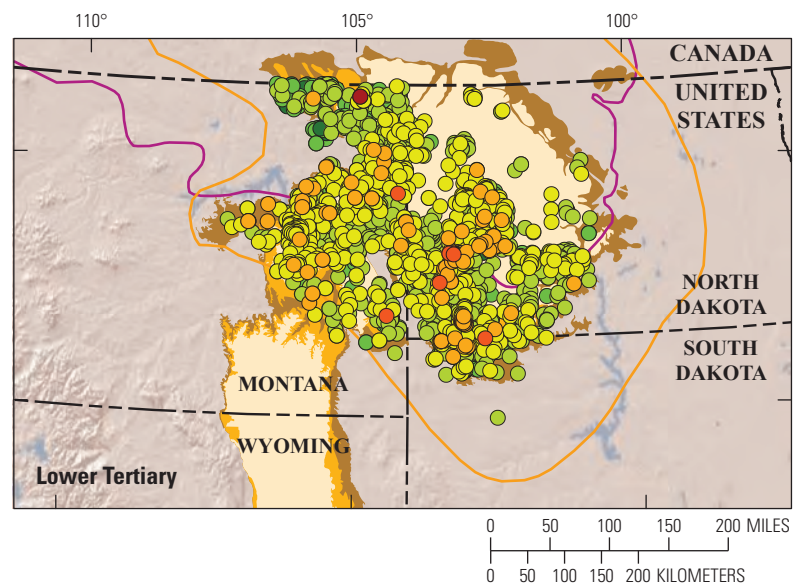 110° 105° 100°
CANADA
UNITED
STATES
NORTH
DAKOTA
SOUTH
DAKOTA
MONTANA
WYOMING
Lower Tertiary
0 50 100 150 200 MILES
0 50 100 150 200 KILOMETERS